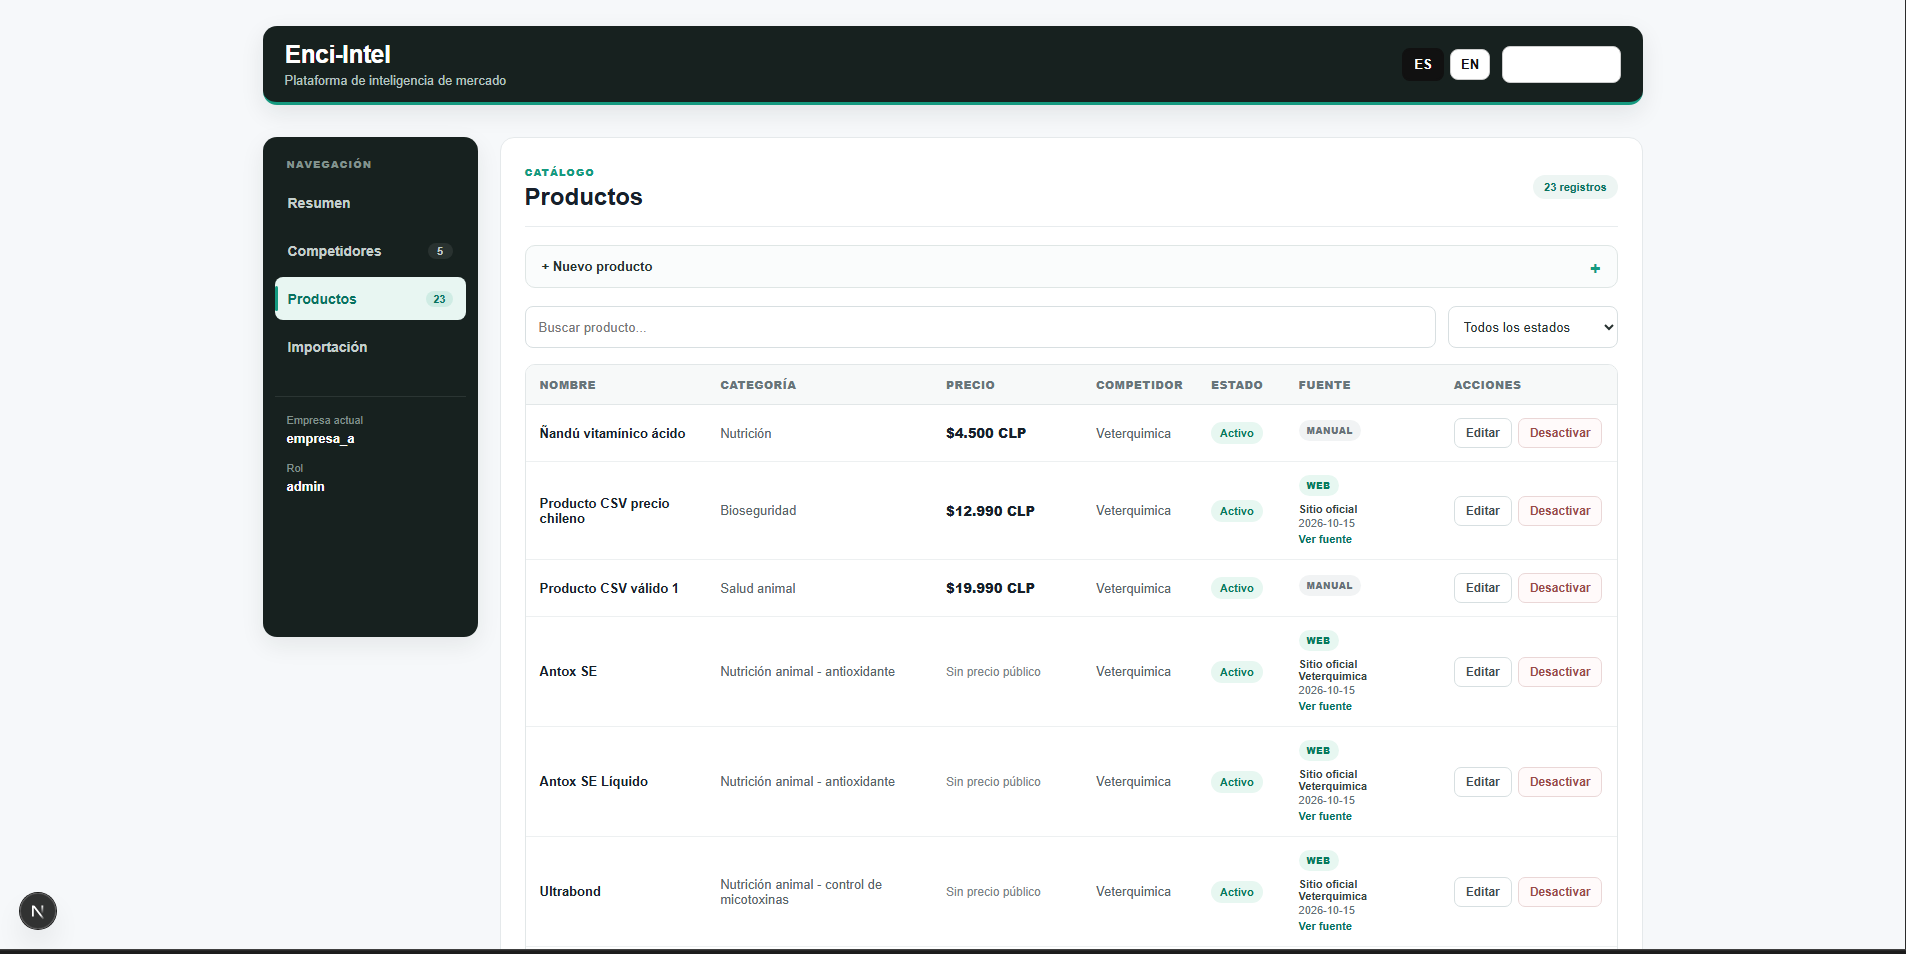 Enci-Intel
Plataforma de inteligencia de mercado
ES
EN
NAVEGACIÓN
Resumen
Competidores 5
Productos 23
Importación
Empresa actual
empresa_a
Rol
admin
CATÁLOGO
Productos
23 registros
+ Nuevo producto
+
Buscar producto...
Todos los estados
NOMBRE CATEGORÍA PRECIO COMPETIDOR ESTADO FUENTE ACCIONES
Ñandú vitamínico ácido Nutrición $4.500 CLP Veterquimica Activo MANUAL Editar Desactivar
Producto CSV precio
chileno
Bioseguridad $12.990 CLP Veterquimica Activo
WEB
Sitio oficial
2026-10-15
Ver fuente
Editar Desactivar
Producto CSV válido 1 Salud animal $19.990 CLP Veterquimica Activo MANUAL Editar Desactivar
Antox SE Nutrición animal - antioxidante Sin precio público Veterquimica Activo
WEB
Sitio oficial
Veterquimica
2026-10-15
Ver fuente
Editar Desactivar
Antox SE Líquido Nutrición animal - antioxidante Sin precio público Veterquimica Activo
WEB
Sitio oficial
Veterquimica
2026-10-15
Ver fuente
Editar Desactivar
Ultrabond
Nutrición animal - control de
micotoxinas
Sin precio público Veterquimica Activo
WEB
Sitio oficial
Veterquimica
2026-10-15
Ver fuente
Editar Desactivar
N